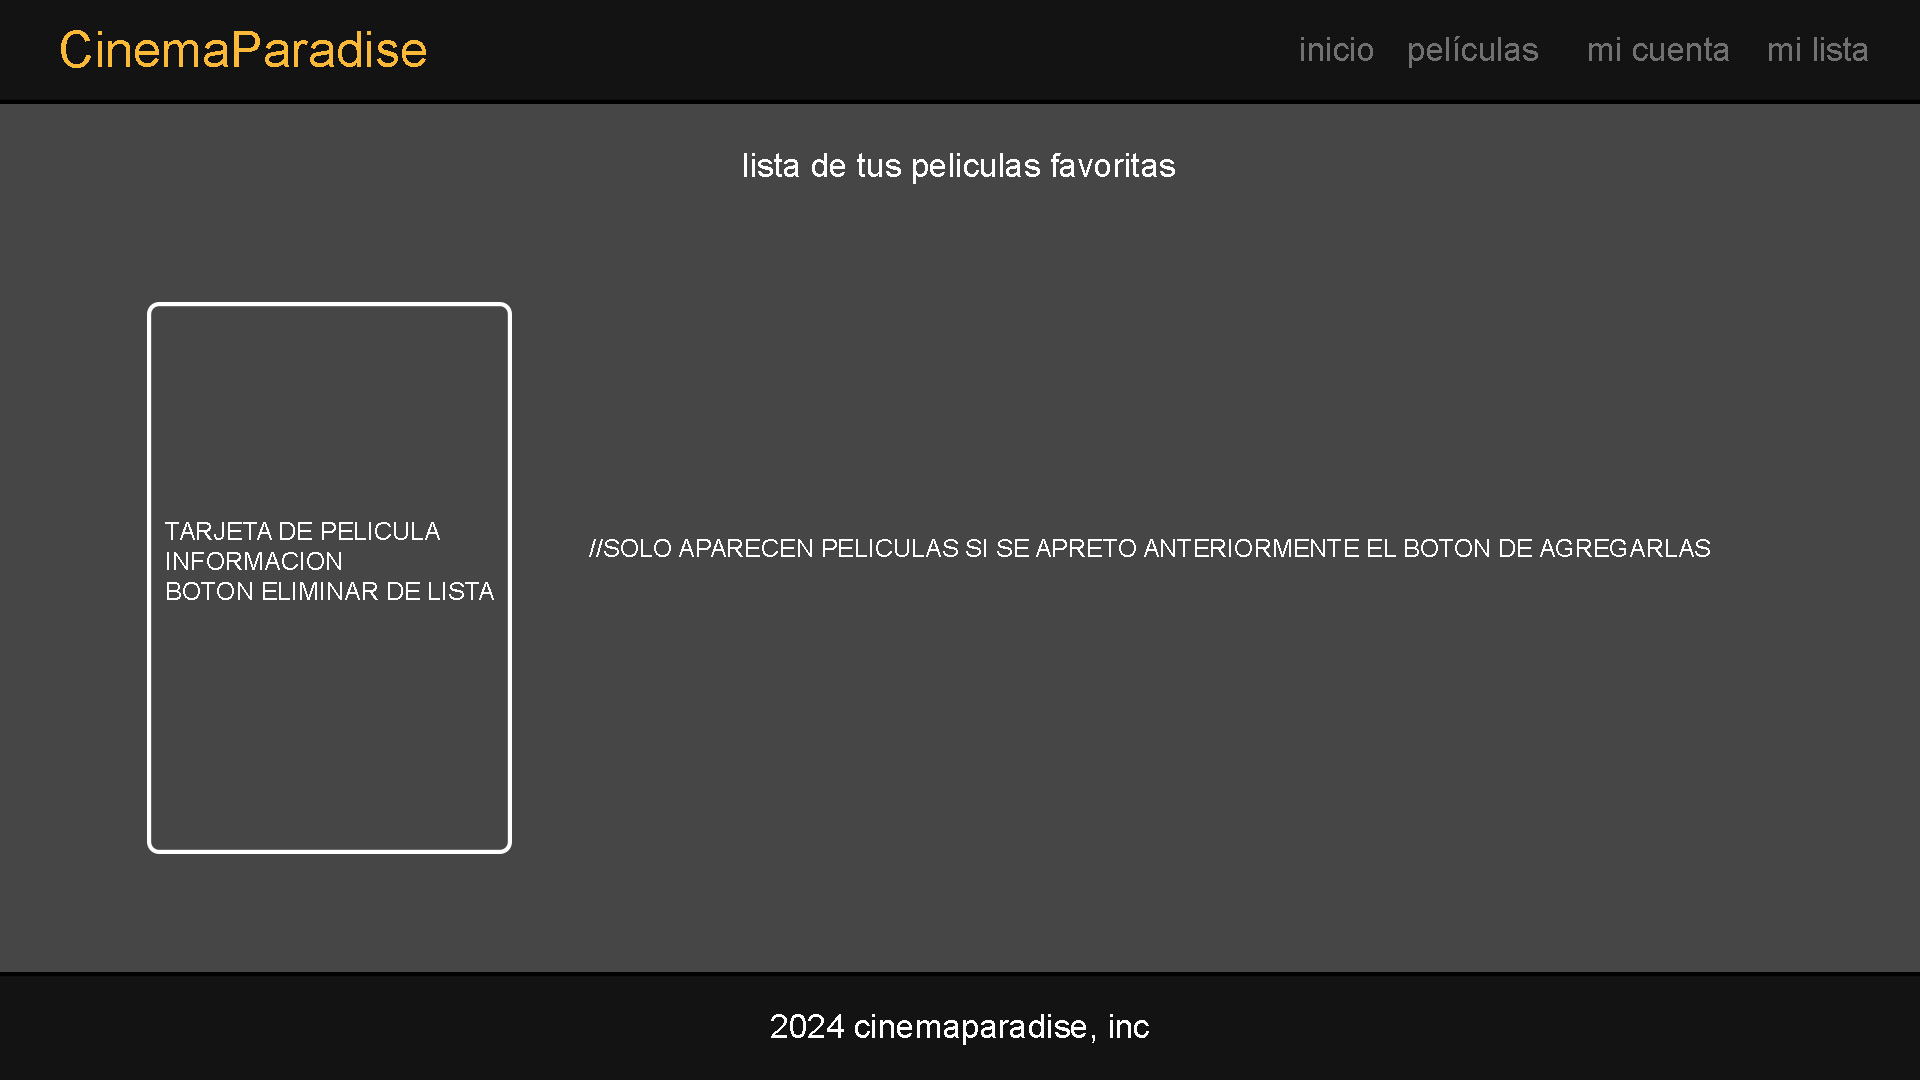 CinemaParadise
inicio películas mi cuenta mi lista
lista de tus peliculas favoritas
TARJETA DE PELICULA
INFORMACION
BOTON ELIMINAR DE LISTA
//SOLO APARECEN PELICULAS SI SE APRETO ANTERIORMENTE EL BOTON DE AGREGARLAS
2024 cinemaparadise, inc